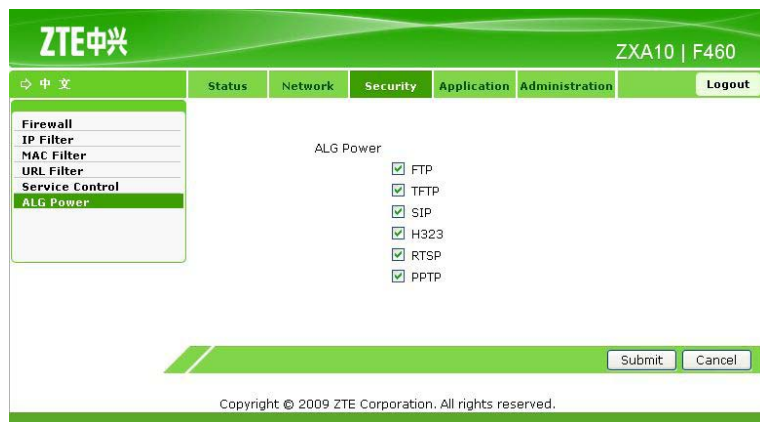 ZTE中兴
ZXA10 | F460
中 文
Status Network Security Application Administration Logout
Firewall
IP Filter
MAC Filter
URL Filter
Service Control
ALG Power
ALG Power
FTP
TFTP
SIP
H323
RTSP
PPTP
Submit Cancel
Copyright © 2009 ZTE Corporation. All rights reserved.